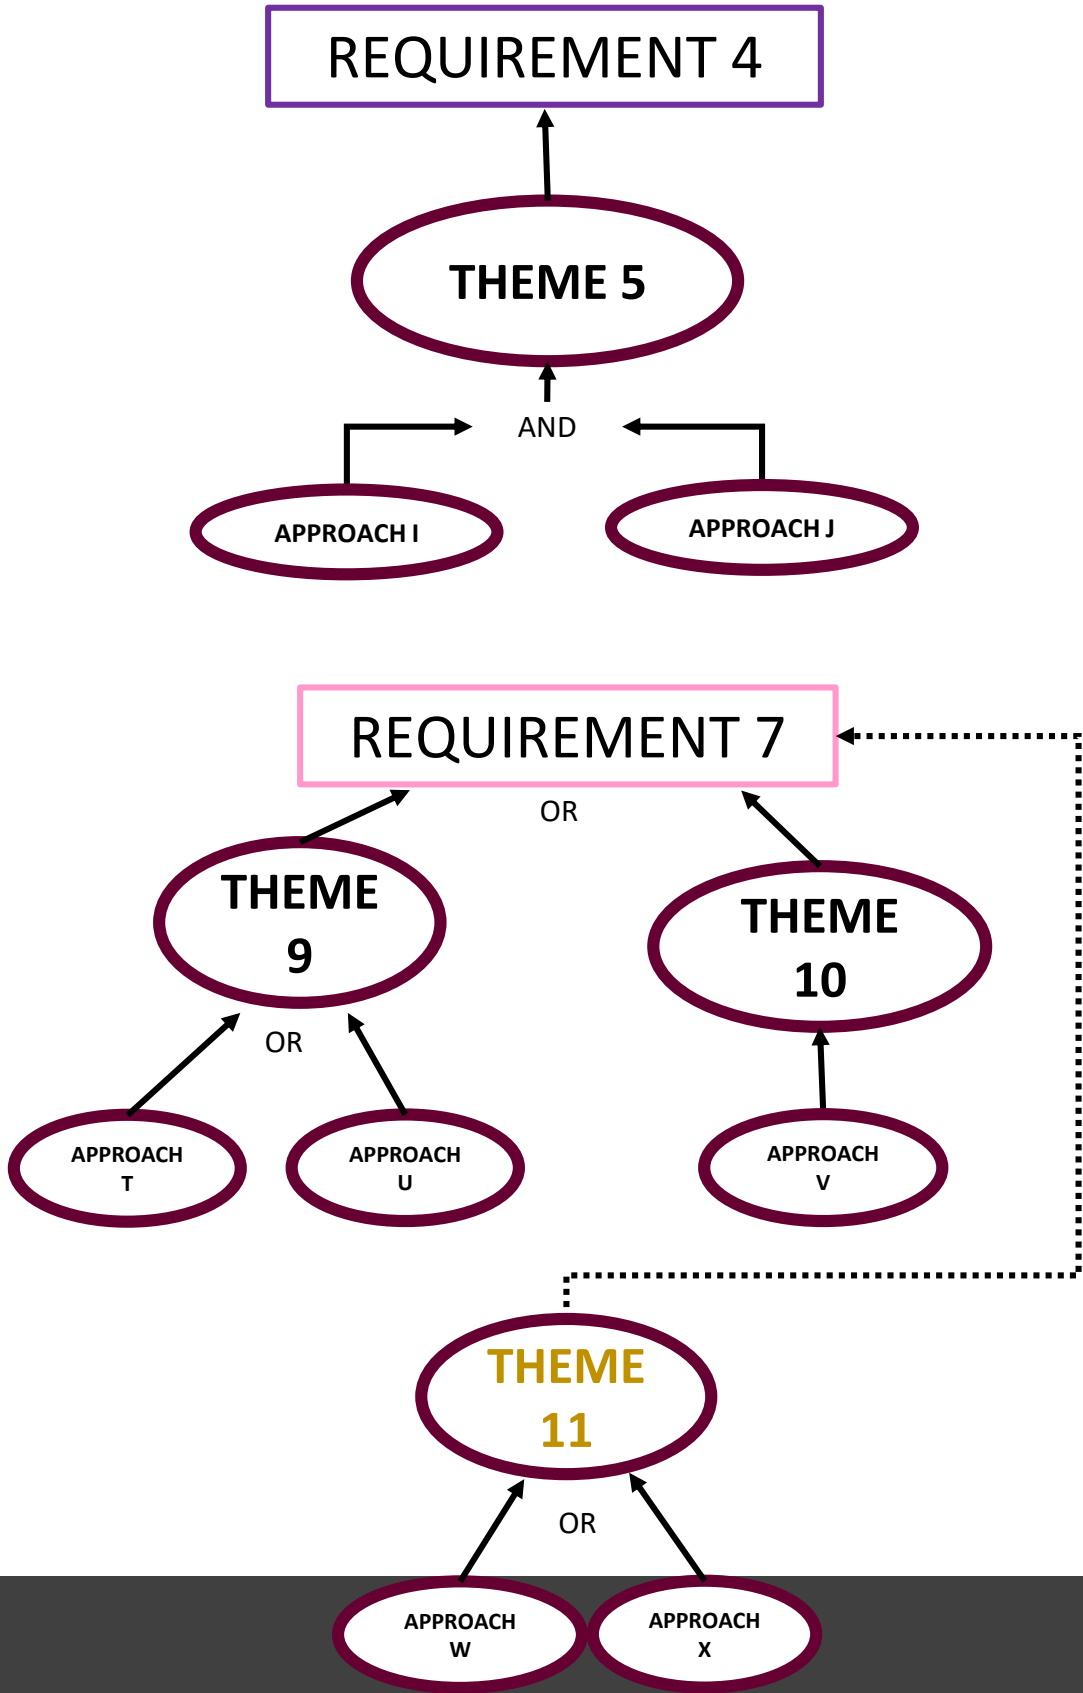 REQUIREMENT 4
THEME 5
AND
APPROACH I
APPROACH J
REQUIREMENT 7
OR
THEME
9
THEME
10
OR
APPROACH
T
APPROACH
U
APPROACH
V
THEME
11
OR
APPROACH
W
APPROACH
X